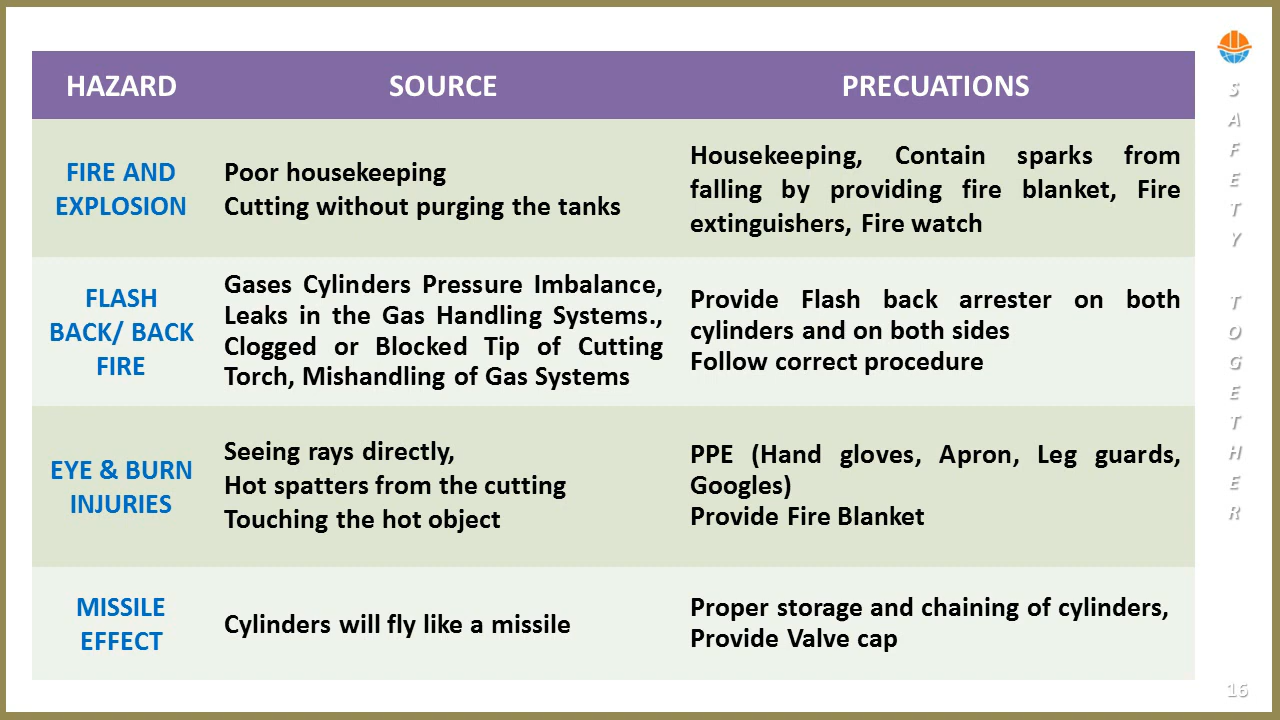 HAZARD SOURCE PRECUATIONS
FIRE AND
EXPLOSION
Poor housekeeping
Cutting without purging the tanks
Housekeeping, Contain sparks from
falling by providing fire blanket, Fire
extinguishers, Fire watch
FLASH
BACK/ BACK
FIRE
Gases Cylinders Pressure Imbalance,
Leaks in the Gas Handling Systems.,
Clogged or Blocked Tip of Cutting
Torch, Mishandling of Gas Systems
Provide Flash back arrester on both
cylinders and on both sides
Follow correct procedure
EYE & BURN
INJURIES
Seeing rays directly,
Hot spatters from the cutting
Touching the hot object
PPE (Hand gloves, Apron, Leg guards,
Googles)
Provide Fire Blanket
MISSILE
EFFECT
Cylinders will fly like a missile
Proper storage and chaining of cylinders,
Provide Valve cap
SAFETY TOGETHER
16